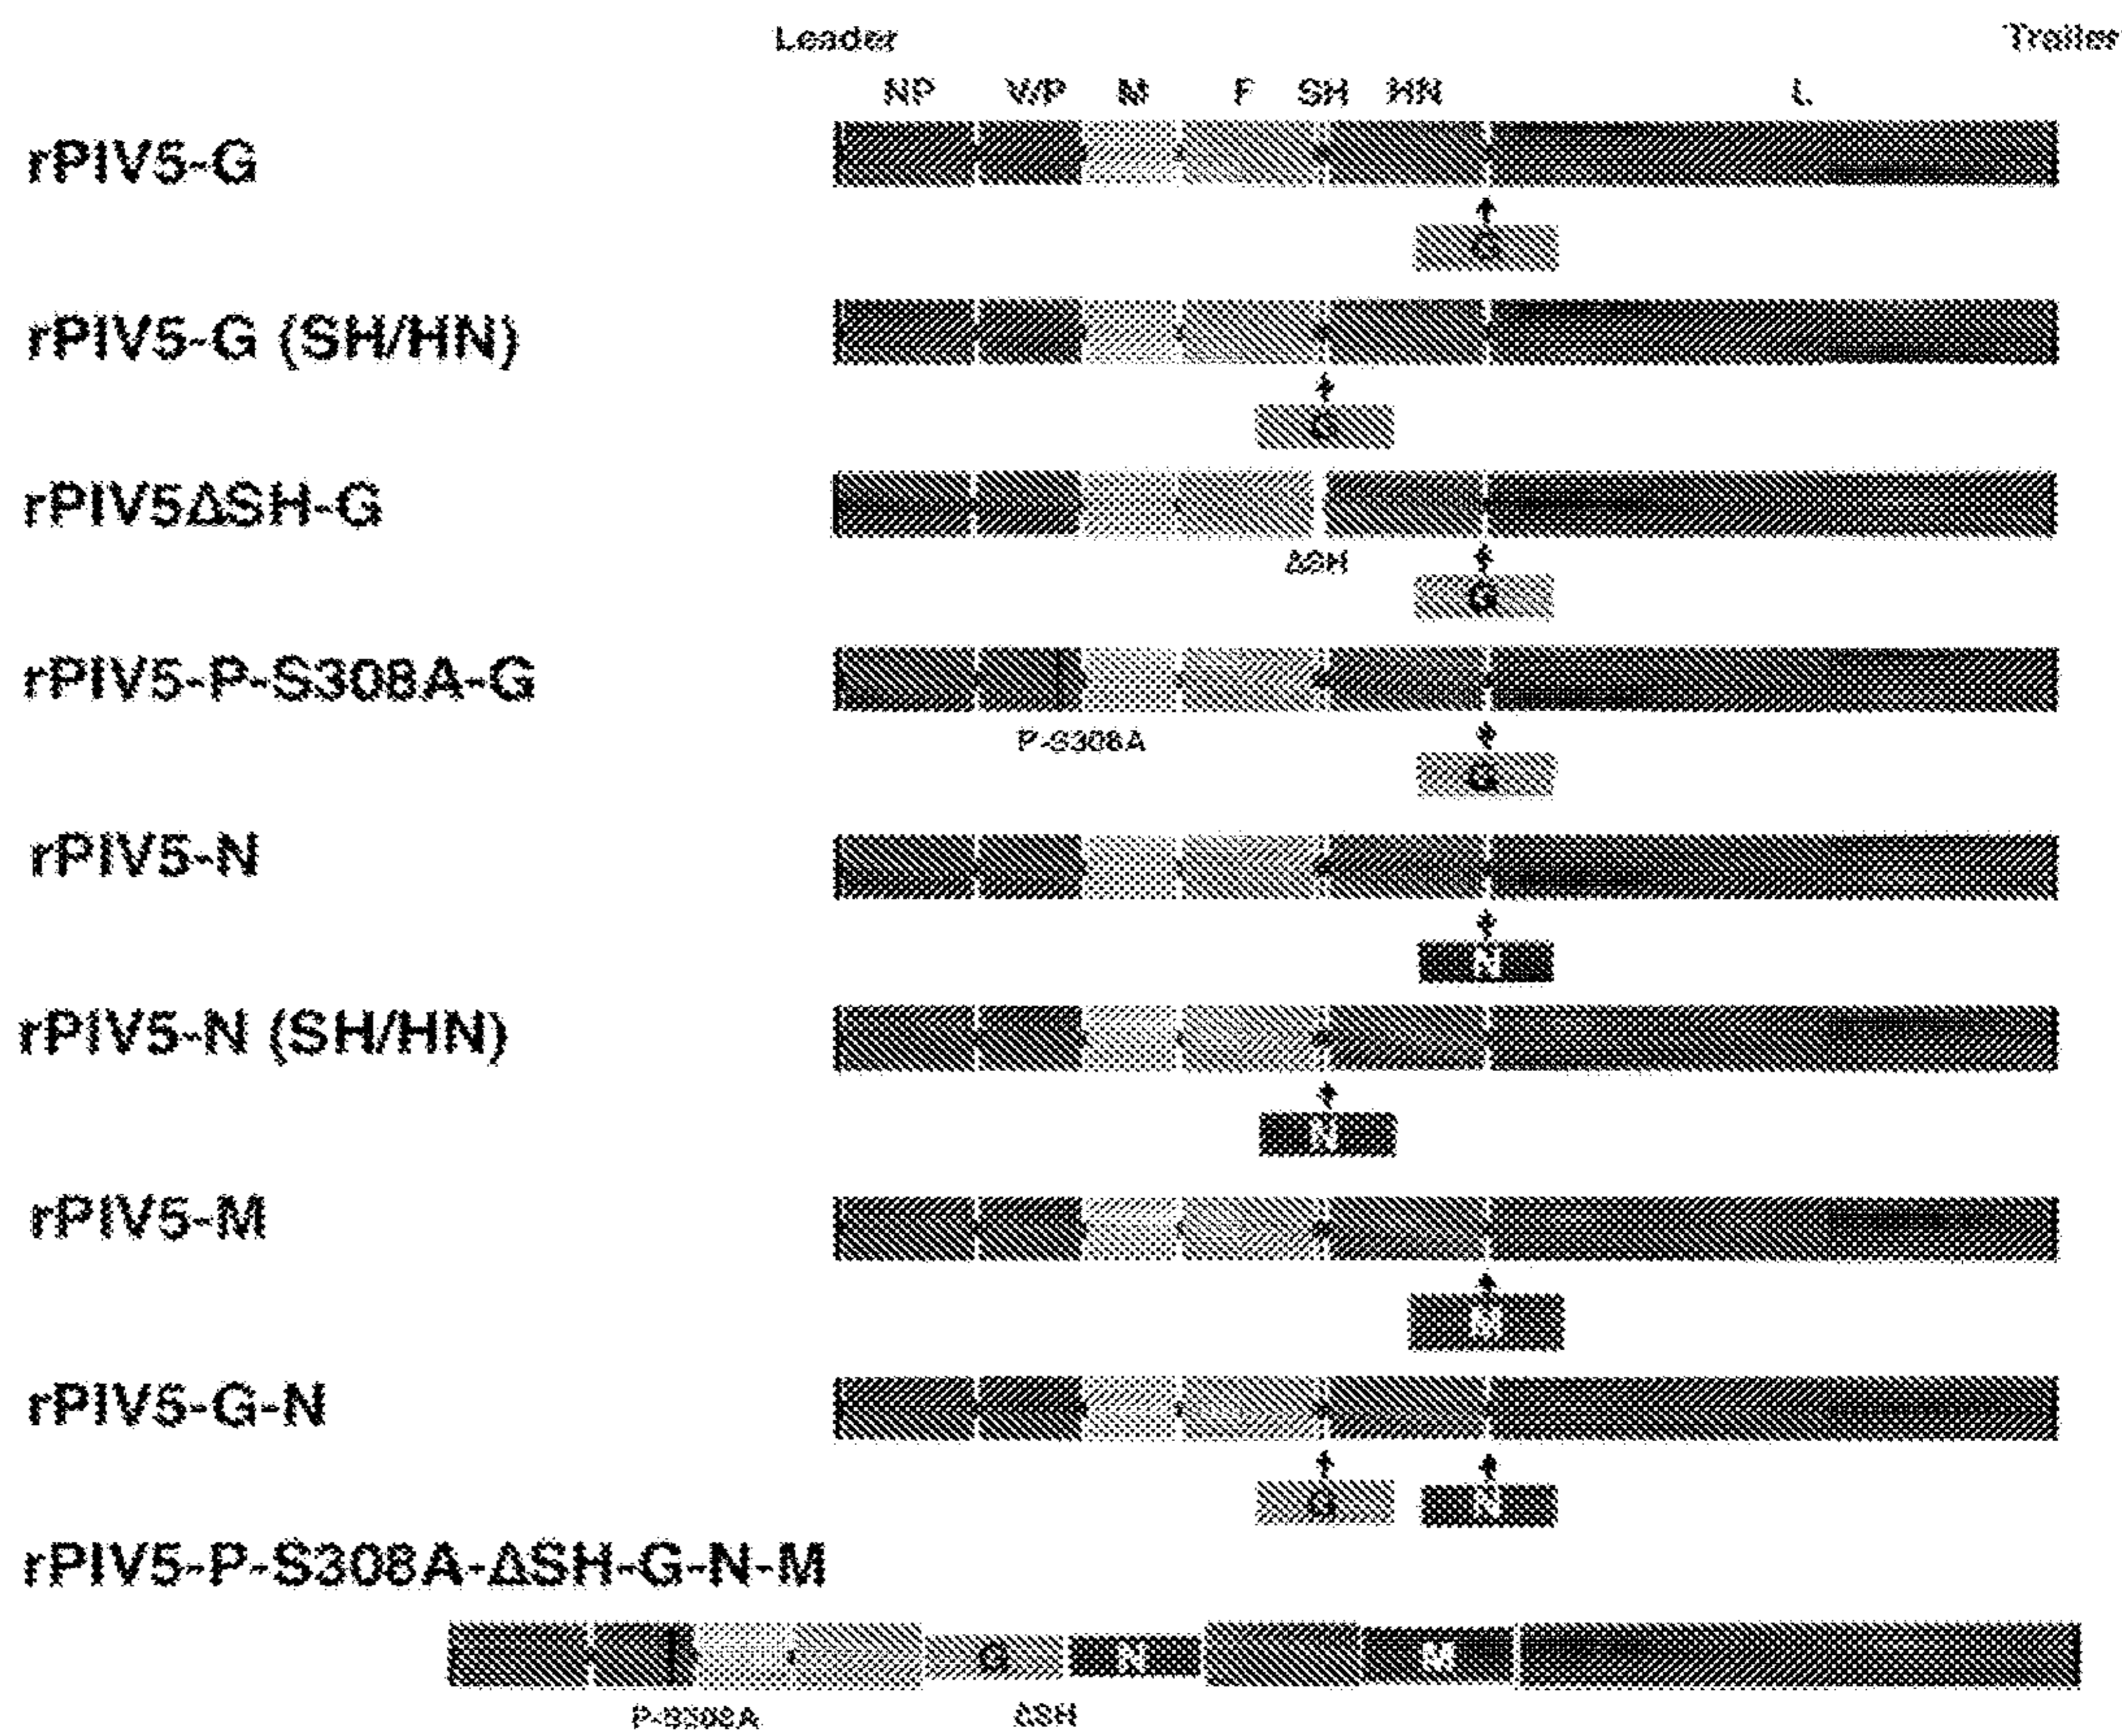 Leader Trailer
NP V/P M F SH HN L
rPIV5-G
G
rPIV5-G (SH/HN)
G
rPIV5ΔSH-G
ΔSH
G
rPIV5-P-S308A-G
P-S308A
G
rPIV5-N
N
rPIV5-N (SH/HN)
N
rPIV5-M
M
rPIV5-G-N
G N
rPIV5-P-S308A-ΔSH-G-N-M
G N M
P-S308A ΔSH